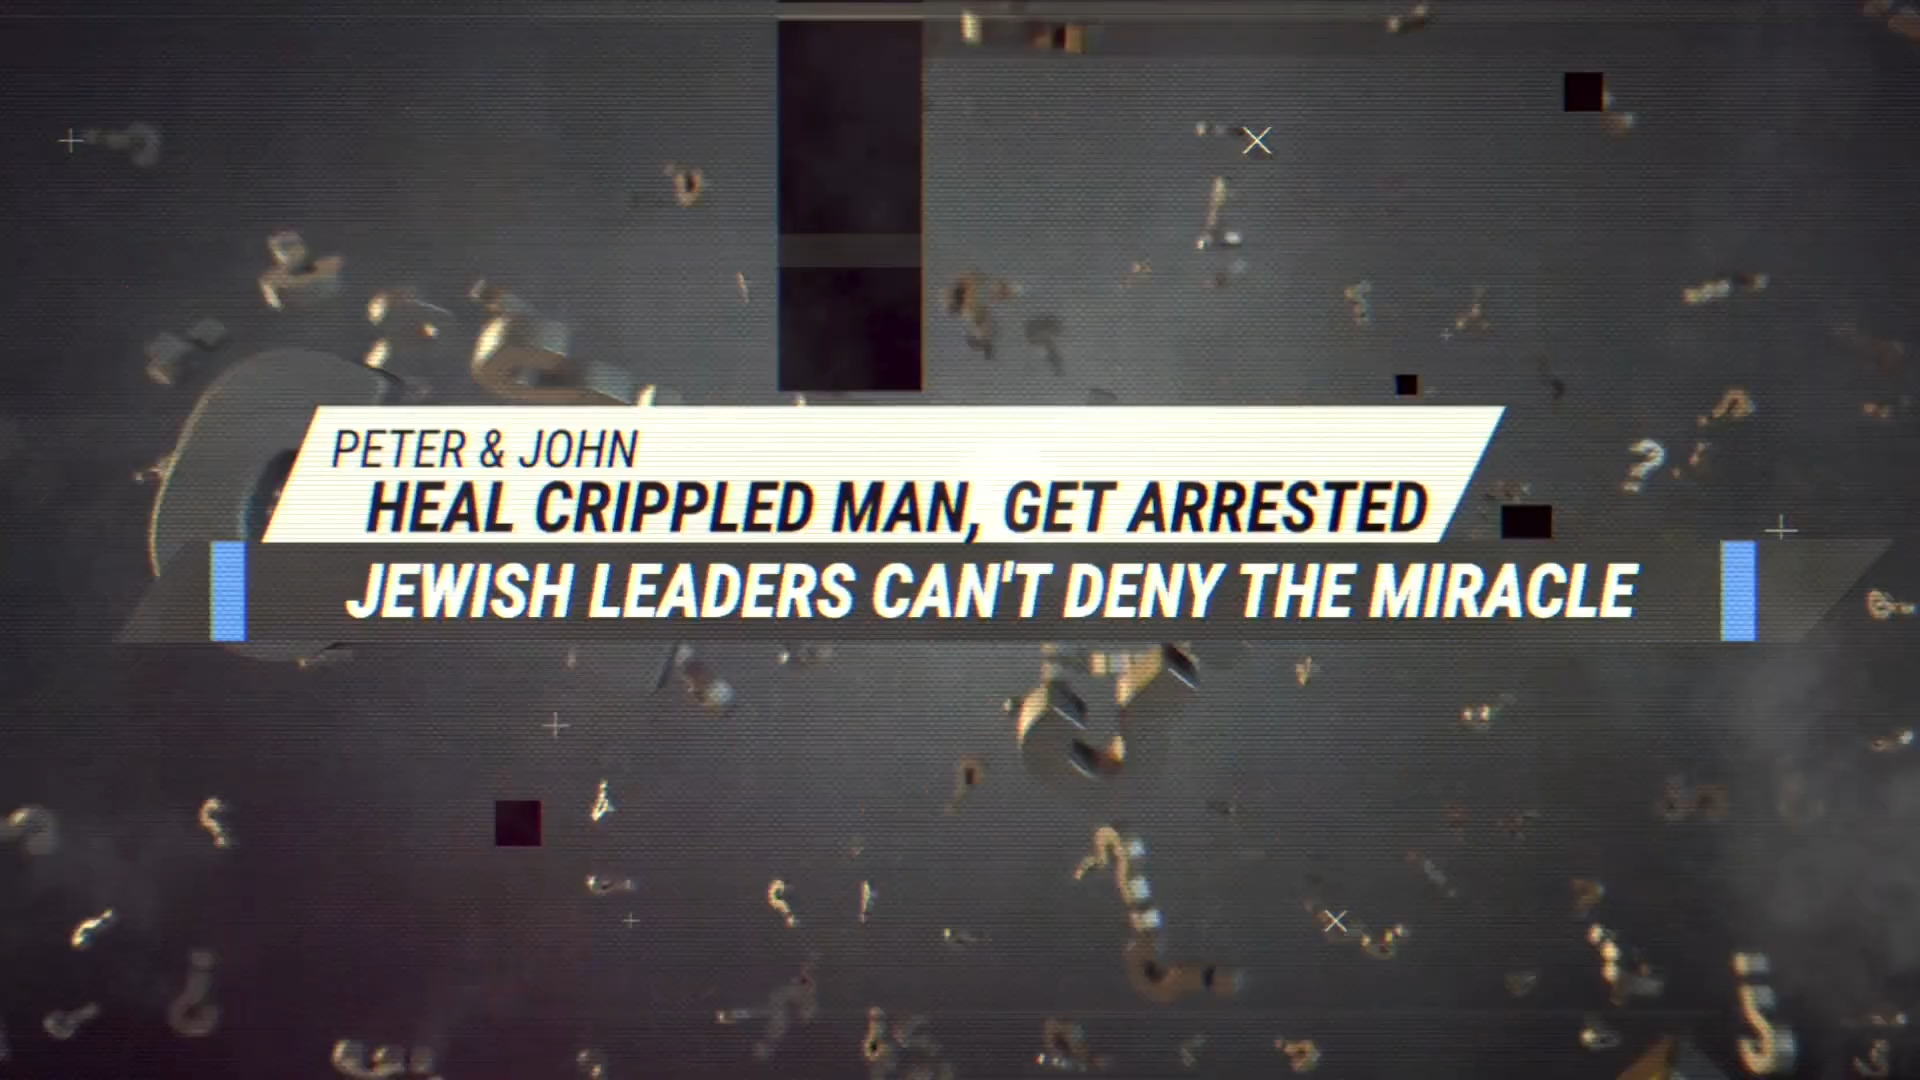 PETER & JOHN
HEAL CRIPPLED MAN, GET ARRESTED
JEWISH LEADERS CAN'T DENY THE MIRACLE